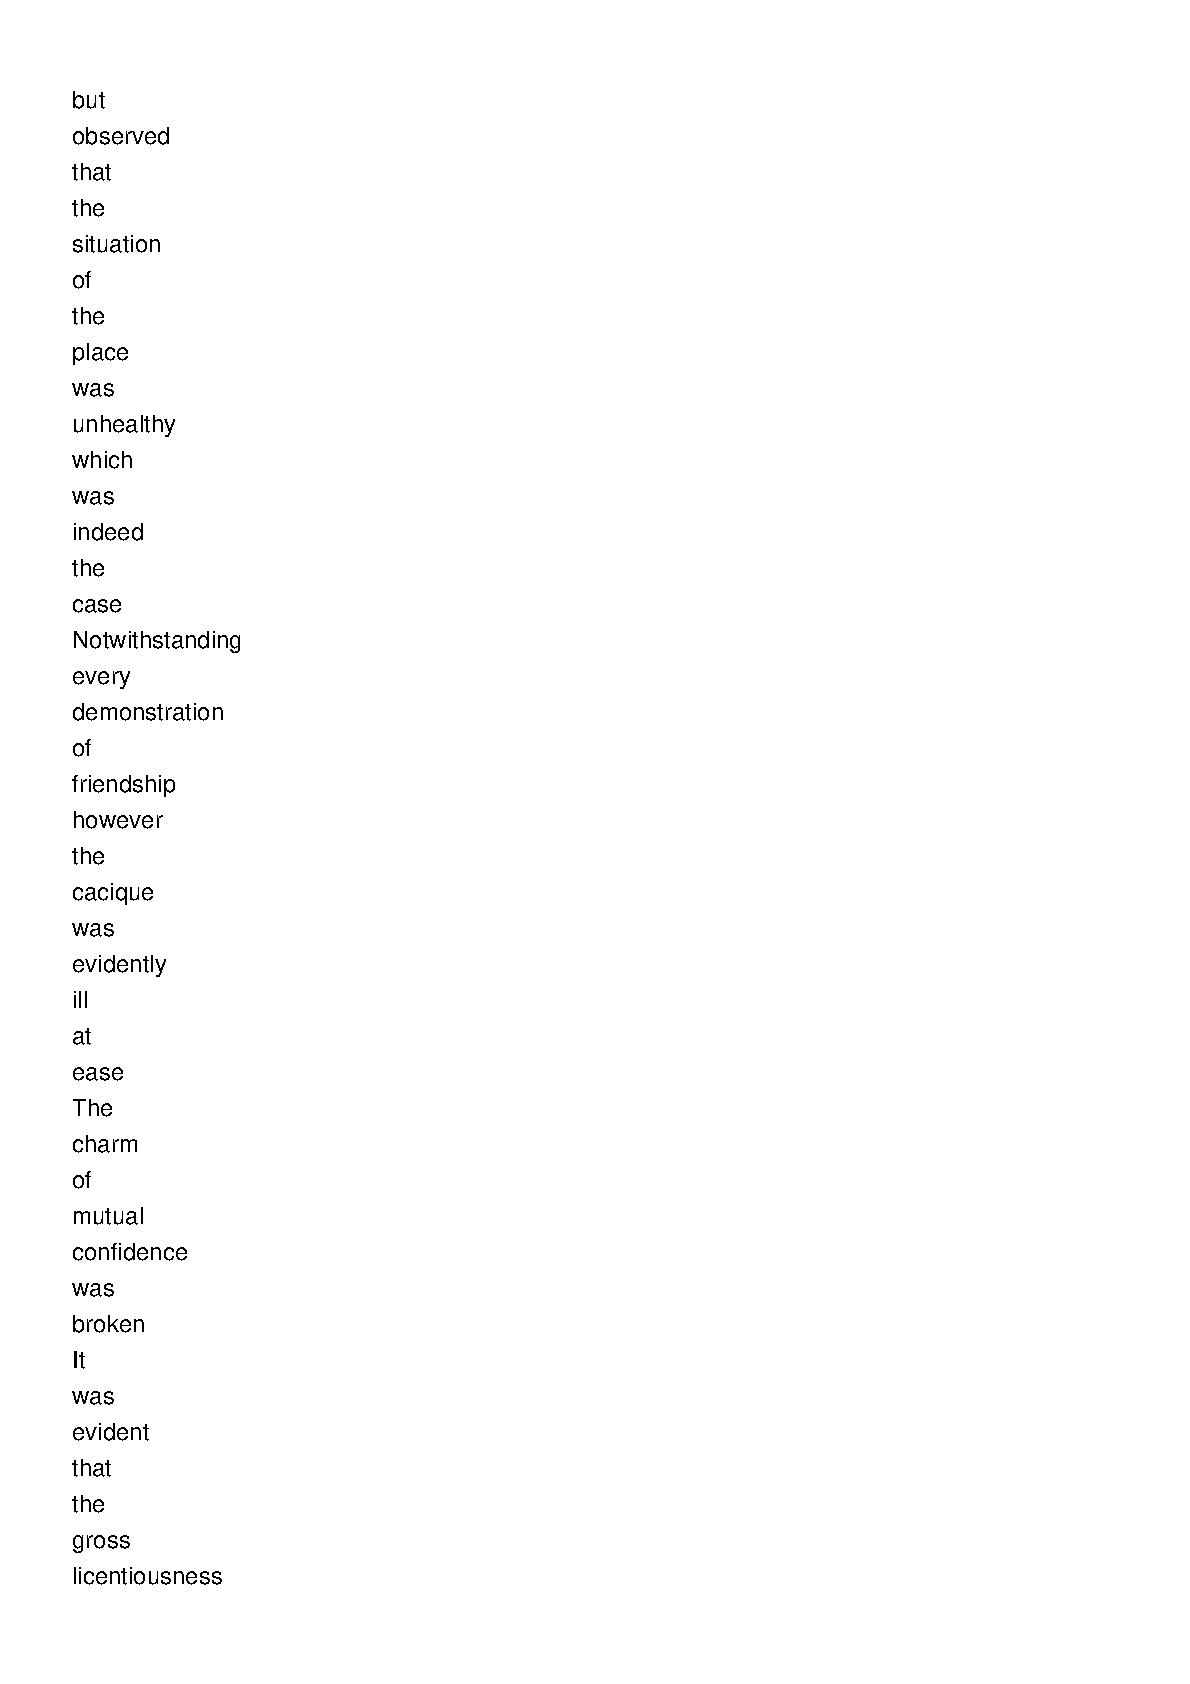 but
observed
that
the
situation
of
the
place
was
unhealthy
which
was
indeed
the
case
Notwithstanding
every
demonstration
of
friendship
however
the
cacique
was
evidently
ill
at
ease
The
charm
of
mutual
confidence
was
broken
It
was
evident
that
the
gross
licentiousness